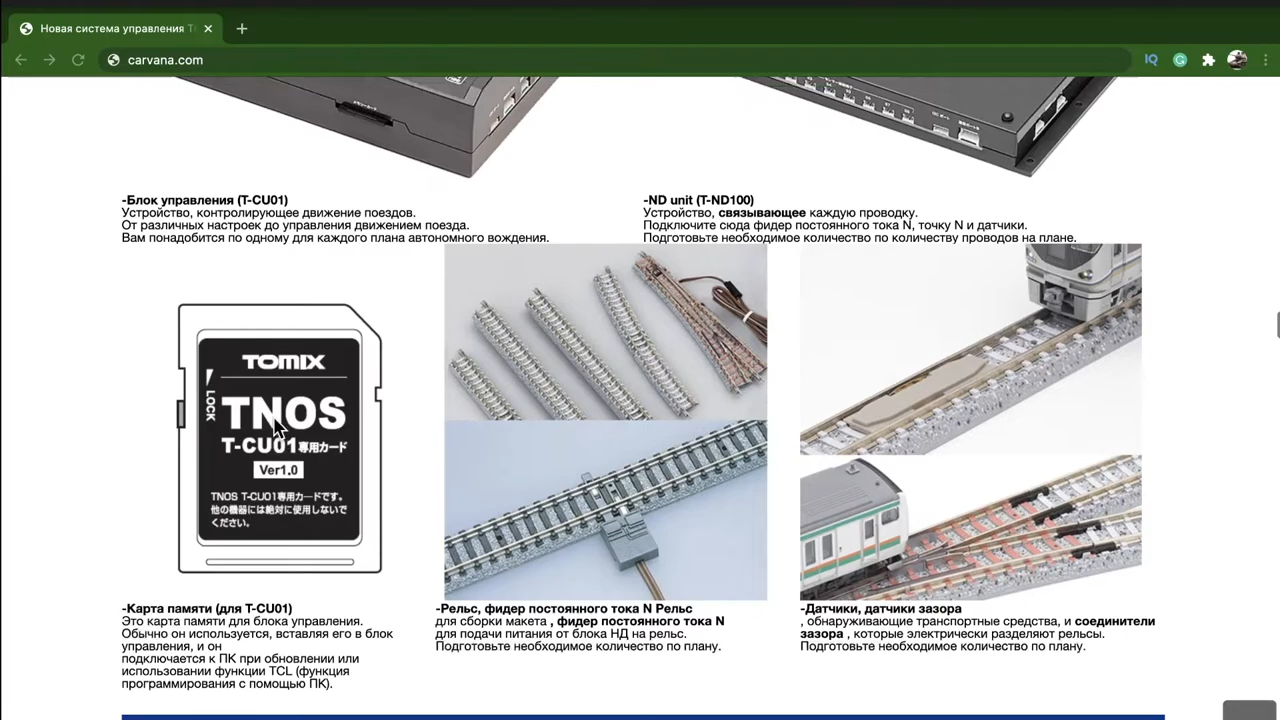 Новая система управления T
carvana.com
IQ
-Блок управления (T-CU01)
Устройство, контролирующее движение поездов.
От различных настроек до управления движением поезда.
Вам понадобится по одному для каждого плана автономного вождения.
-ND unit (T-ND100)
Устройство, связывающее каждую проводку.
Подключите сюда фидер постоянного тока N, точку N и датчики.
Подготовьте необходимое количество по количеству проводов на плане.
TOMIX
LOCK
TNOS
T-CU01専用カード
Ver1.0
TNOS T-CU01専用カードです。
他の機器には絶対に使用しないで
ください。
-Карта памяти (для T-CU01)
Это карта памяти для блока управления.
Обычно он используется, вставляя его в блок
управления, и он
подключается к ПК при обновлении или
использовании функции TCL (функция
программирования с помощью ПК).
-Рельс, фидер постоянного тока N Рельс
для сборки макета , фидер постоянного тока N
для подачи питания от блока НД на рельс.
Подготовьте необходимое количество по плану.
-Датчики, датчики зазора
, обнаруживающие транспортные средства, и соединители
зазора , которые электрически разделяют рельсы.
Подготовьте необходимое количество по плану.